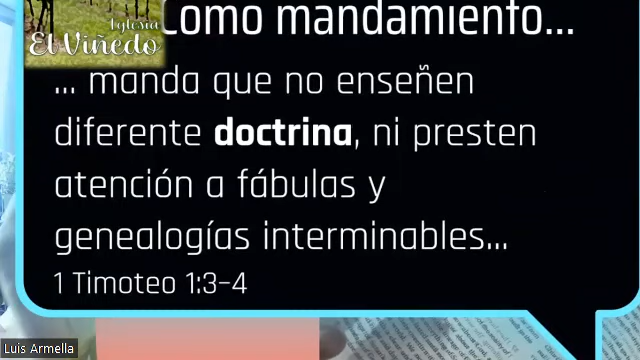 Iglesia
El Viñedo
Como mandamiento...
... manda que no enseñen
diferente doctrina, ni presten
atención a fábulas y
genealogías interminables...
1 Timoteo 1:3-4
Luis Armella